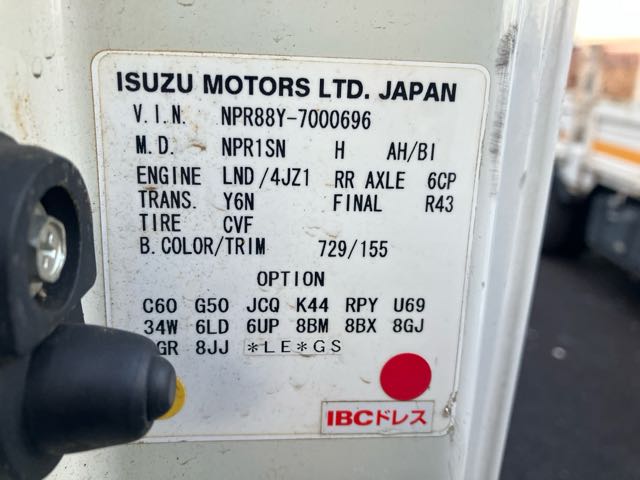 ISUZU MOTORS LTD. JAPAN
V.I.N. NPR88Y-7000696
M.D. NPR1SN H AH/BI
ENGINE LND/4JZ1 RR AXLE 6CP
TRANS. Y6N FINAL R43
TIRE CVF
B.COLOR/TRIM 729/155
OPTION
C60 G50 JCQ K44 RPY U69
34W 6LD 6UP 8BM 8BX 8GJ
8JJ *LE*GS
IBCドレス